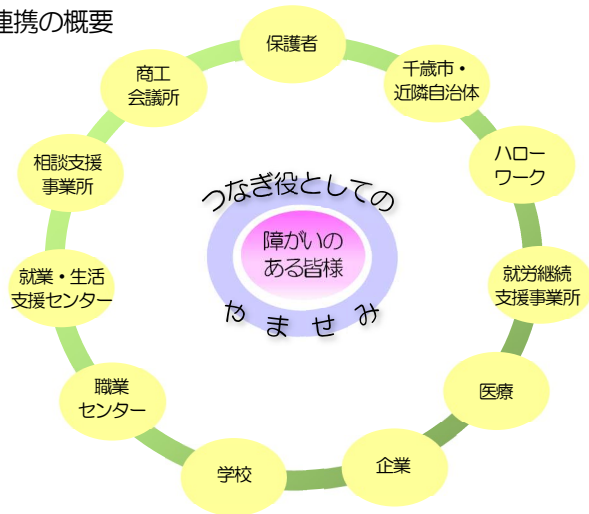 連携の概要
保護者
千歳市・
近隣自治体
ハロー
ワーク
就労継続
支援事業所
医療
企業
学校
職業
センター
就業・生活
支援センター
相談支援
事業所
商工
会議所
つなぎ役としての
障がいの
ある皆様
やませみ